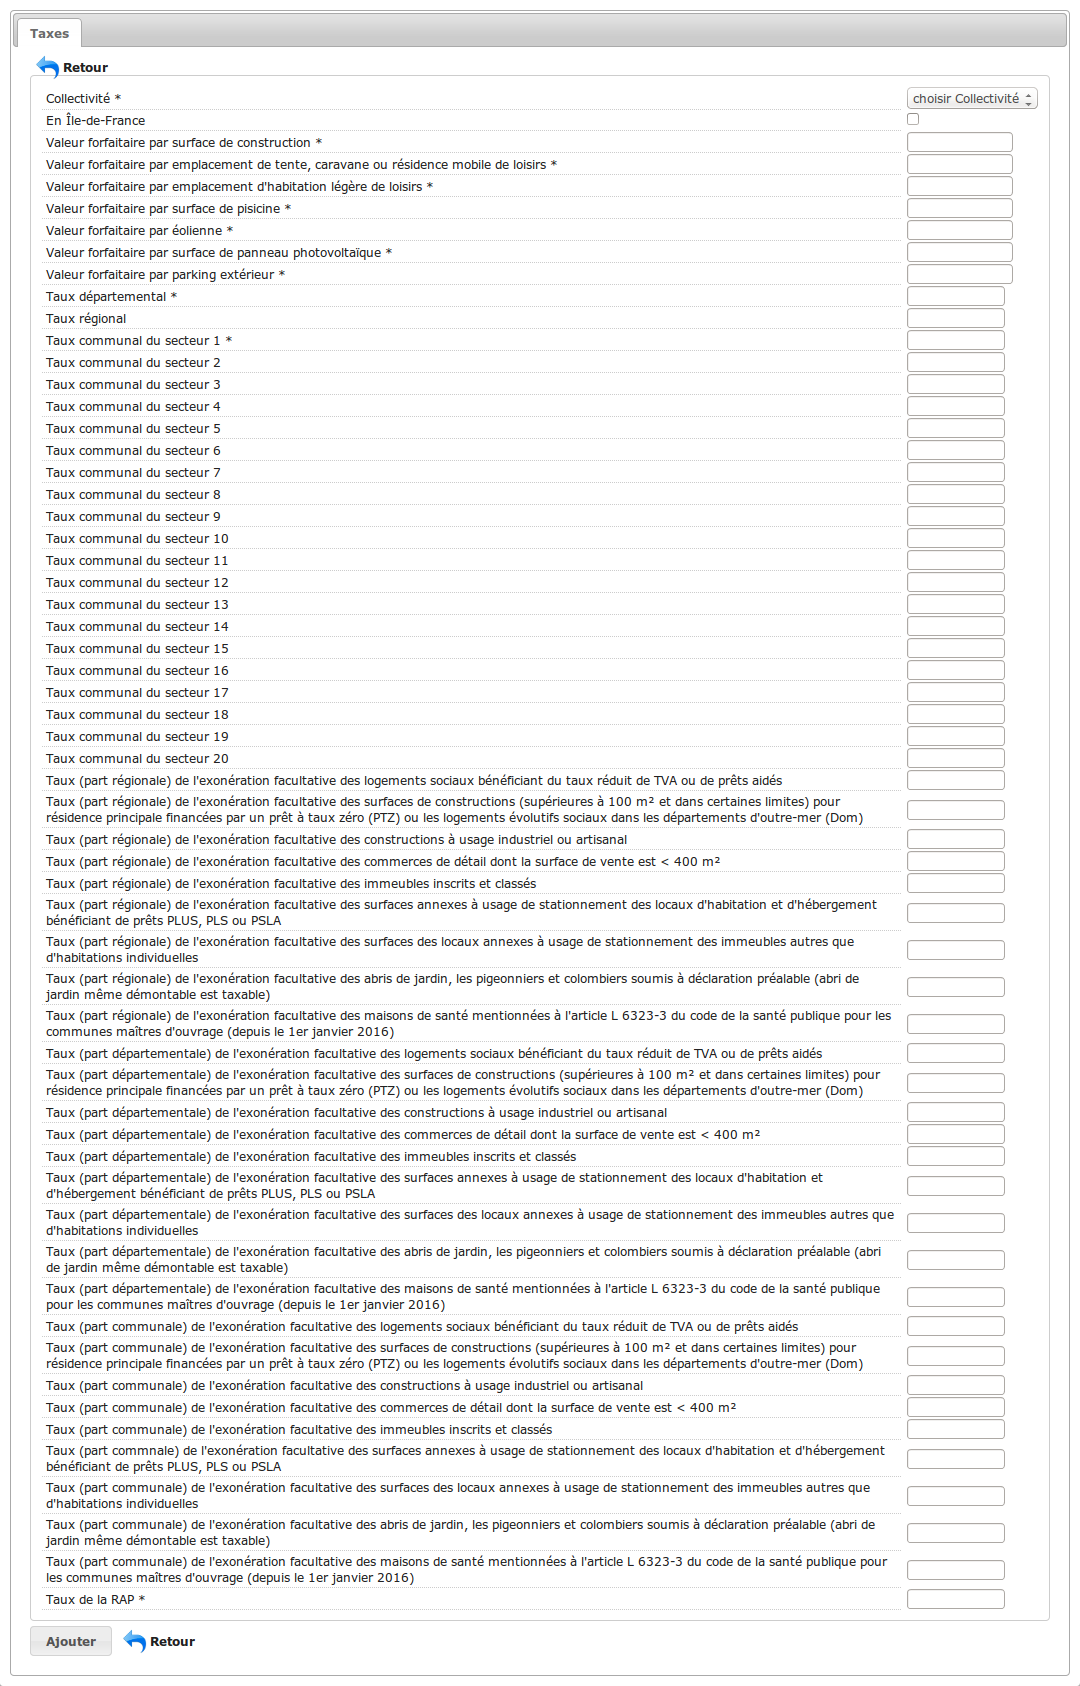 Taxes
Retour
Collectivité *
choisir Collectivité
En Île-de-France
Valeur forfaitaire par surface de construction *
Valeur forfaitaire par emplacement de tente, caravane ou résidence mobile de loisirs *
Valeur forfaitaire par emplacement d'habitation légère de loisirs *
Valeur forfaitaire par surface de pisicine *
Valeur forfaitaire par éolienne *
Valeur forfaitaire par surface de panneau photovoltaïque *
Valeur forfaitaire par parking extérieur *
Taux départemental *
Taux régional
Taux communal du secteur 1 *
Taux communal du secteur 2
Taux communal du secteur 3
Taux communal du secteur 4
Taux communal du secteur 5
Taux communal du secteur 6
Taux communal du secteur 7
Taux communal du secteur 8
Taux communal du secteur 9
Taux communal du secteur 10
Taux communal du secteur 11
Taux communal du secteur 12
Taux communal du secteur 13
Taux communal du secteur 14
Taux communal du secteur 15
Taux communal du secteur 16
Taux communal du secteur 17
Taux communal du secteur 18
Taux communal du secteur 19
Taux communal du secteur 20
Taux (part régionale) de l'exonération facultative des logements sociaux bénéficiant du taux réduit de TVA ou de prêts aidés
Taux (part régionale) de l'exonération facultative des surfaces de constructions (supérieures à 100 m² et dans certaines limites) pour
résidence principale financées par un prêt à taux zéro (PTZ) ou les logements évolutifs sociaux dans les départements d'outre-mer (Dom)
Taux (part régionale) de l'exonération facultative des constructions à usage industriel ou artisanal
Taux (part régionale) de l'exonération facultative des commerces de détail dont la surface de vente est < 400 m²
Taux (part régionale) de l'exonération facultative des immeubles inscrits et classés
Taux (part régionale) de l'exonération facultative des surfaces annexes à usage de stationnement des locaux d'habitation et d'hébergement
bénéficiant de prêts PLUS, PLS ou PSLA
Taux (part régionale) de l'exonération facultative des surfaces des locaux annexes à usage de stationnement des immeubles autres que
d'habitations individuelles
Taux (part régionale) de l'exonération facultative des abris de jardin, les pigeonniers et colombiers soumis à déclaration préalable (abri de
jardin même démontable est taxable)
Taux (part régionale) de l'exonération facultative des maisons de santé mentionnées à l'article L 6323-3 du code de la santé publique pour les
communes maîtres d'ouvrage (depuis le 1er janvier 2016)
Taux (part départementale) de l'exonération facultative des logements sociaux bénéficiant du taux réduit de TVA ou de prêts aidés
Taux (part départementale) de l'exonération facultative des surfaces de constructions (supérieures à 100 m² et dans certaines limites) pour
résidence principale financées par un prêt à taux zéro (PTZ) ou les logements évolutifs sociaux dans les départements d'outre-mer (Dom)
Taux (part départementale) de l'exonération facultative des constructions à usage industriel ou artisanal
Taux (part départementale) de l'exonération facultative des commerces de détail dont la surface de vente est < 400 m²
Taux (part départementale) de l'exonération facultative des immeubles inscrits et classés
Taux (part départementale) de l'exonération facultative des surfaces annexes à usage de stationnement des locaux d'habitation et
d'hébergement bénéficiant de prêts PLUS, PLS ou PSLA
Taux (part départementale) de l'exonération facultative des surfaces des locaux annexes à usage de stationnement des immeubles autres que
d'habitations individuelles
Taux (part départementale) de l'exonération facultative des abris de jardin, les pigeonniers et colombiers soumis à déclaration préalable (abri
de jardin même démontable est taxable)
Taux (part départementale) de l'exonération facultative des maisons de santé mentionnées à l'article L 6323-3 du code de la santé publique
pour les communes maîtres d'ouvrage (depuis le 1er janvier 2016)
Taux (part communale) de l'exonération facultative des logements sociaux bénéficiant du taux réduit de TVA ou de prêts aidés
Taux (part communale) de l'exonération facultative des surfaces de constructions (supérieures à 100 m² et dans certaines limites) pour
résidence principale financées par un prêt à taux zéro (PTZ) ou les logements évolutifs sociaux dans les départements d'outre-mer (Dom)
Taux (part communale) de l'exonération facultative des constructions à usage industriel ou artisanal
Taux (part communale) de l'exonération facultative des commerces de détail dont la surface de vente est < 400 m²
Taux (part communale) de l'exonération facultative des immeubles inscrits et classés
Taux (part commnale) de l'exonération facultative des surfaces annexes à usage de stationnement des locaux d'habitation et d'hébergement
bénéficiant de prêts PLUS, PLS ou PSLA
Taux (part communale) de l'exonération facultative des surfaces des locaux annexes à usage de stationnement des immeubles autres que
d'habitations individuelles
Taux (part communale) de l'exonération facultative des abris de jardin, les pigeonniers et colombiers soumis à déclaration préalable (abri de
jardin même démontable est taxable)
Taux (part communale) de l'exonération facultative des maisons de santé mentionnées à l'article L 6323-3 du code de la santé publique pour
les communes maîtres d'ouvrage (depuis le 1er janvier 2016)
Taux de la RAP *
Ajouter
Retour